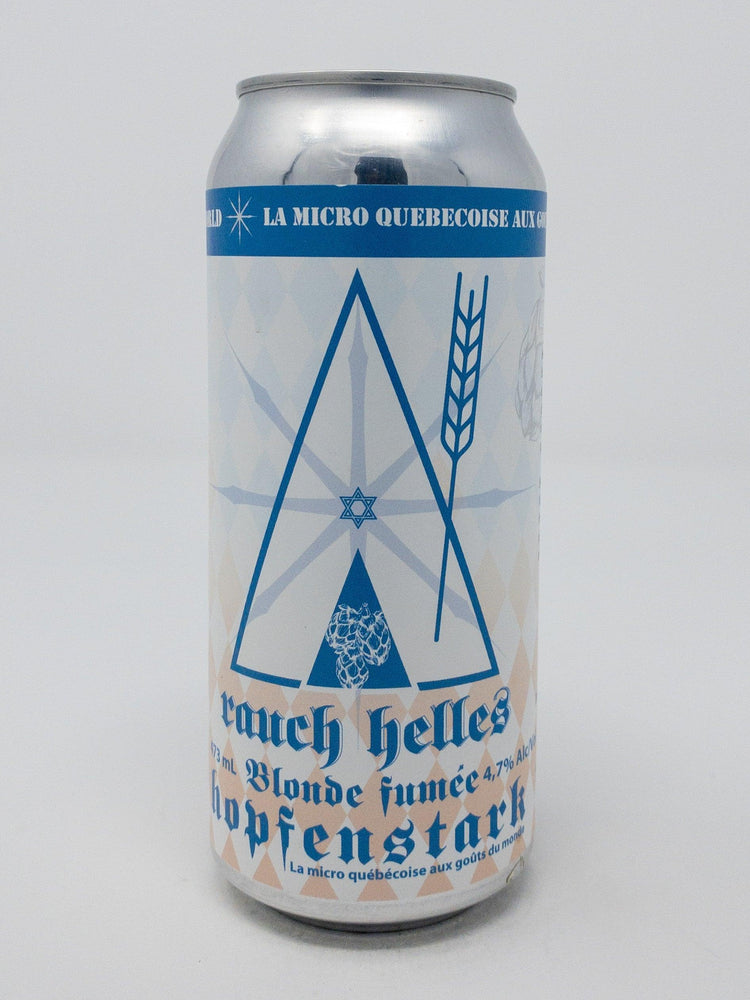 LA MICRO QUEBECOISE AUX
rauch helles
Blonde fumée
mL
4,7% Alc
hopfenstark
La micro québécoise aux goûts du monde